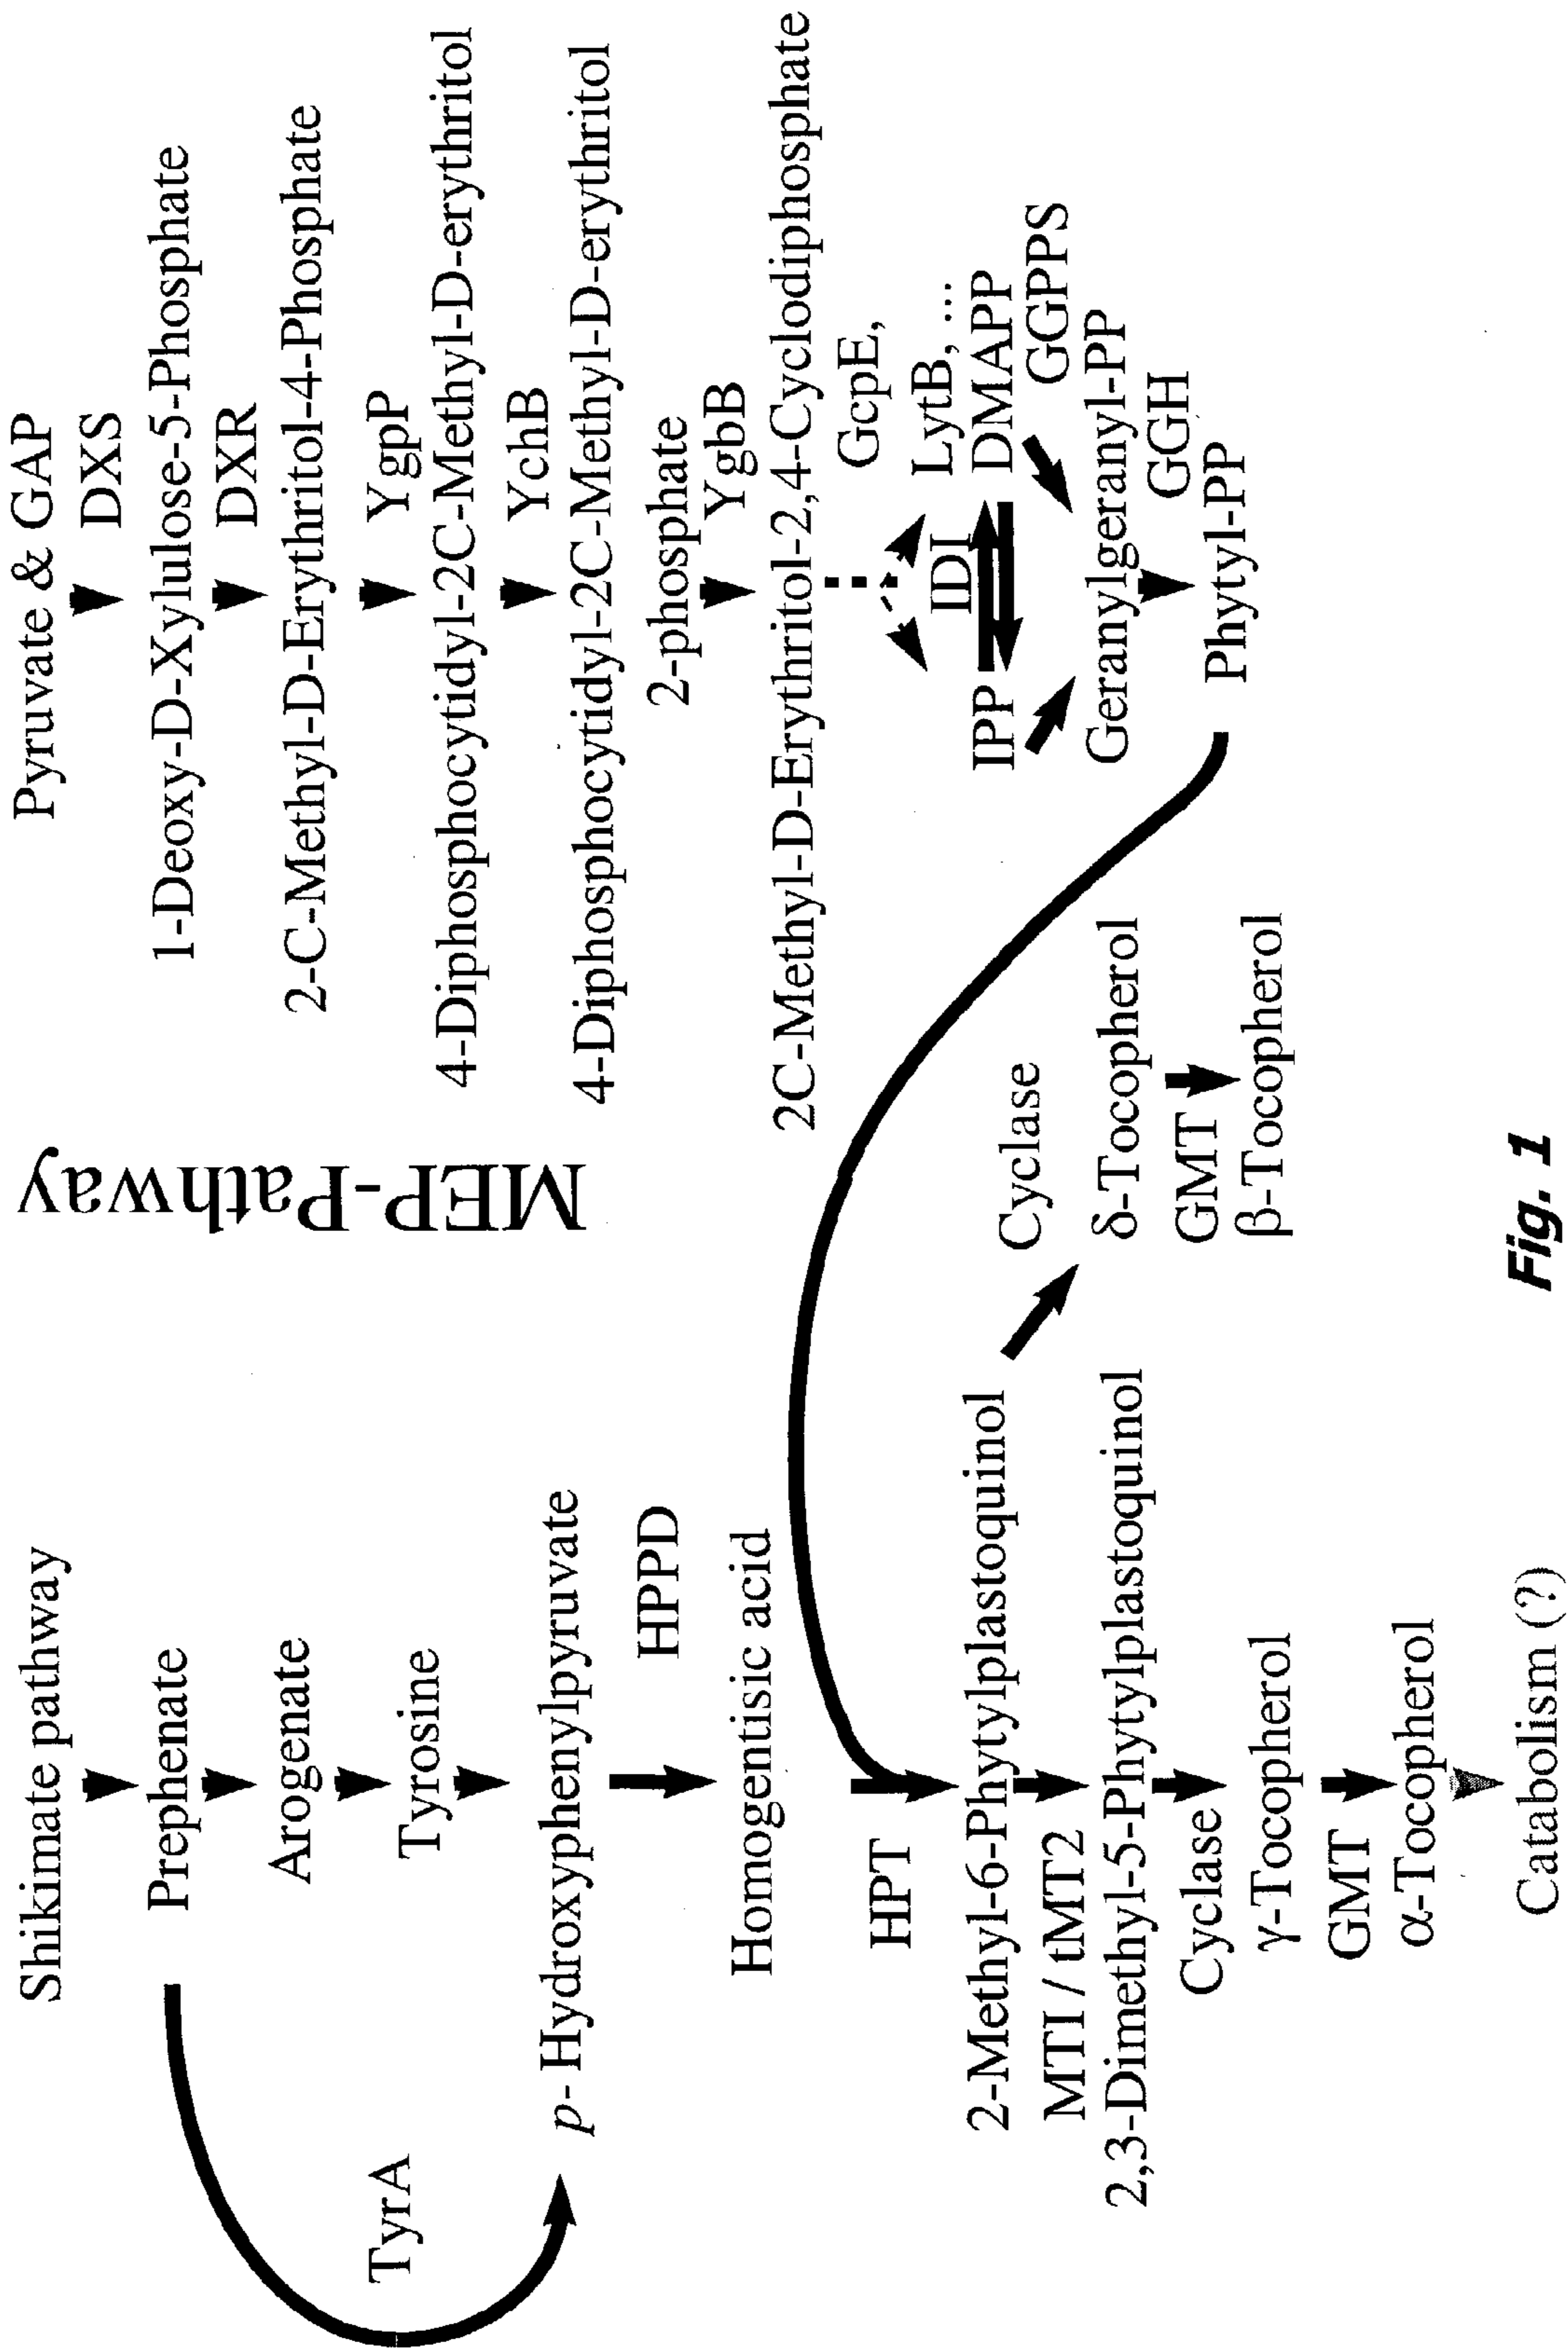 Shikimate pathway
Prephenate
Arogenate
TyrA
Tyrosine
p-Hydroxyphenylpyruvate
HPPD
Homogentisic acid
HPT
2-Methyl-6-Phytylplastoquinol
MTI / tMT2
2,3-Dimethyl-5-Phytylplastoquinol
Cyclase
γ-Tocopherol
GMT
α-Tocopherol
Catabolism (?)
Cyclase
δ-Tocopherol
GMT
β-Tocopherol
MEP-Pathway
Pyruvate & GAP
DXS
1-Deoxy-D-Xylulose-5-Phosphate
DXR
2-C-Methyl-D-Erythritol-4-Phosphate
YgpP
4-Diphosphocytidyl-2C-Methyl-D-erythritol
YchB
4-Diphosphocytidyl-2C-Methyl-D-erythritol
2-phosphate
YgbB
2C-Methyl-D-Erythritol-2,4-Cyclodiphosphate
GcpE,
LytB, ...
IDI
IPP
DMAPP
GGPPS
Geranylgeranyl-PP
GGH
Phytyl-PP
Fig. 1